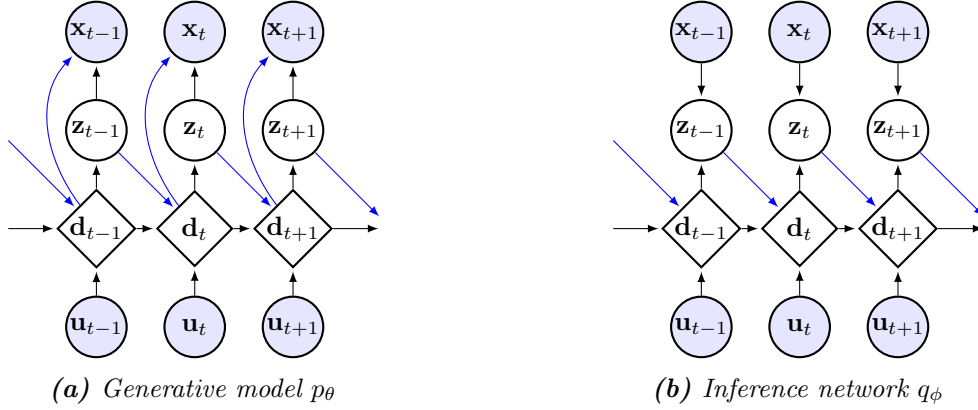 x_{t−1} x_t x_{t+1} x_{t−1} x_t x_{t+1}
z_{t−1} z_t z_{t+1} z_{t−1} z_t z_{t+1}
d_{t−1} d_t d_{t+1} d_{t−1} d_t d_{t+1}
u_{t−1} u_t u_{t+1} u_{t−1} u_t u_{t+1}
(a) Generative model p_θ
(b) Inference network q_ϕ